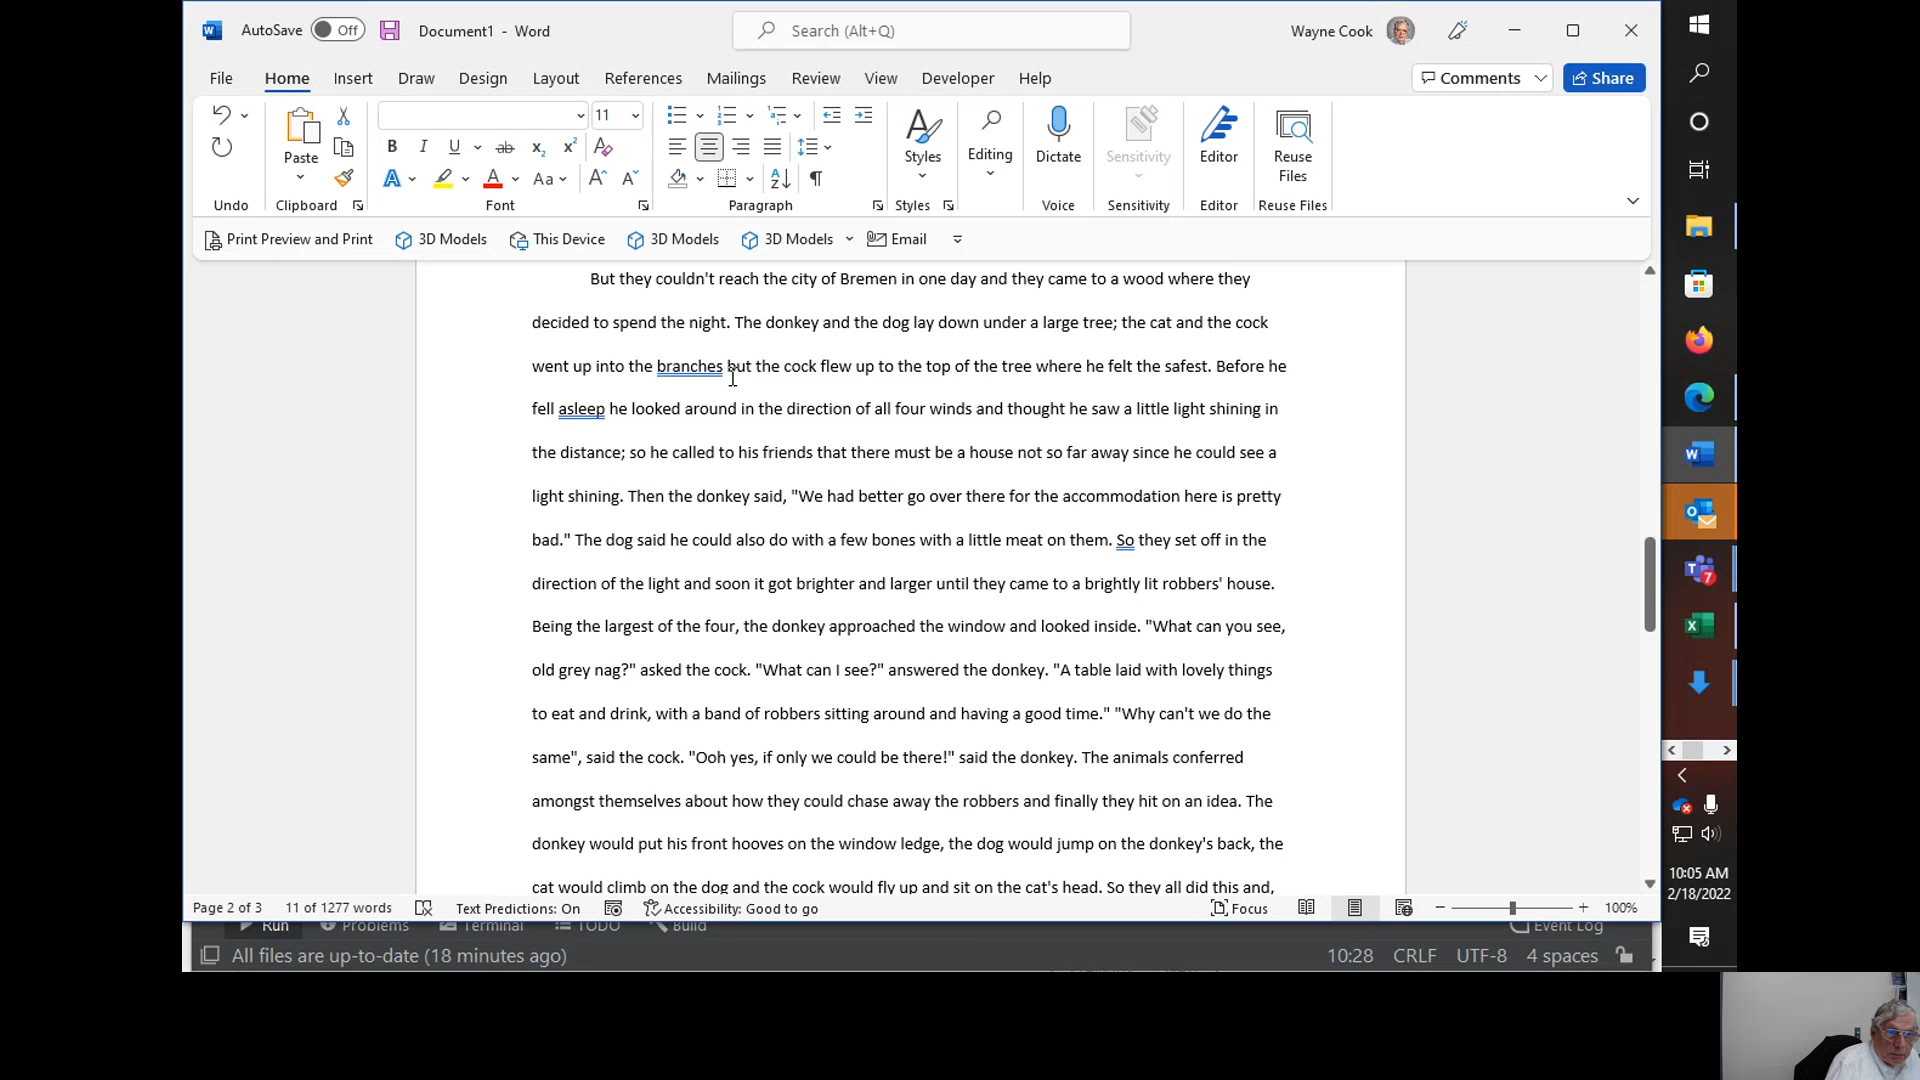 AutoSave Off Document1 - Word Search (Alt+Q) Wayne Cook
File Home Insert Draw Design Layout References Mailings Review View Developer Help Comments Share
11
Paste Styles Editing Dictate Sensitivity Editor Reuse Files
Undo Clipboard Font Paragraph Styles Voice Sensitivity Editor Reuse Files
Print Preview and Print 3D Models This Device 3D Models 3D Models Email
But they couldn't reach the city of Bremen in one day and they came to a wood where they
decided to spend the night. The donkey and the dog lay down under a large tree; the cat and the cock
went up into the branches but the cock flew up to the top of the tree where he felt the safest. Before he
fell asleep he looked around in the direction of all four winds and thought he saw a little light shining in
the distance; so he called to his friends that there must be a house not so far away since he could see a
light shining. Then the donkey said, "We had better go over there for the accommodation here is pretty
bad." The dog said he could also do with a few bones with a little meat on them. So they set off in the
direction of the light and soon it got brighter and larger until they came to a brightly lit robbers' house.
Being the largest of the four, the donkey approached the window and looked inside. "What can you see,
old grey nag?" asked the cock. "What can I see?" answered the donkey. "A table laid with lovely things
to eat and drink, with a band of robbers sitting around and having a good time." "Why can't we do the
same", said the cock. "Ooh yes, if only we could be there!" said the donkey. The animals conferred
amongst themselves about how they could chase away the robbers and finally they hit on an idea. The
donkey would put his front hooves on the window ledge, the dog would jump on the donkey's back, the
cat would climb on the dog and the cock would fly up and sit on the cat's head. So they all did this and,
Page 2 of 3 11 of 1277 words Text Predictions: On Accessibility: Good to go Focus 100%
Run Problems Terminal TODO Build Event Log
All files are up-to-date (18 minutes ago) 10:28 CRLF UTF-8 4 spaces
10:05 AM
2/18/2022